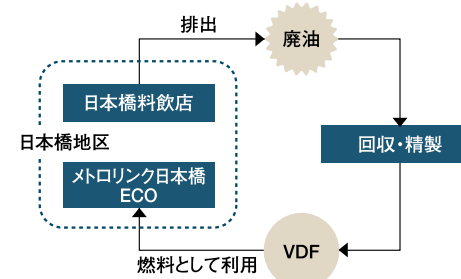 排出
廃油
日本橋料飲店
日本橋地区
回収・精製
メトロリンク日本橋
ECO
VDF
燃料として利用